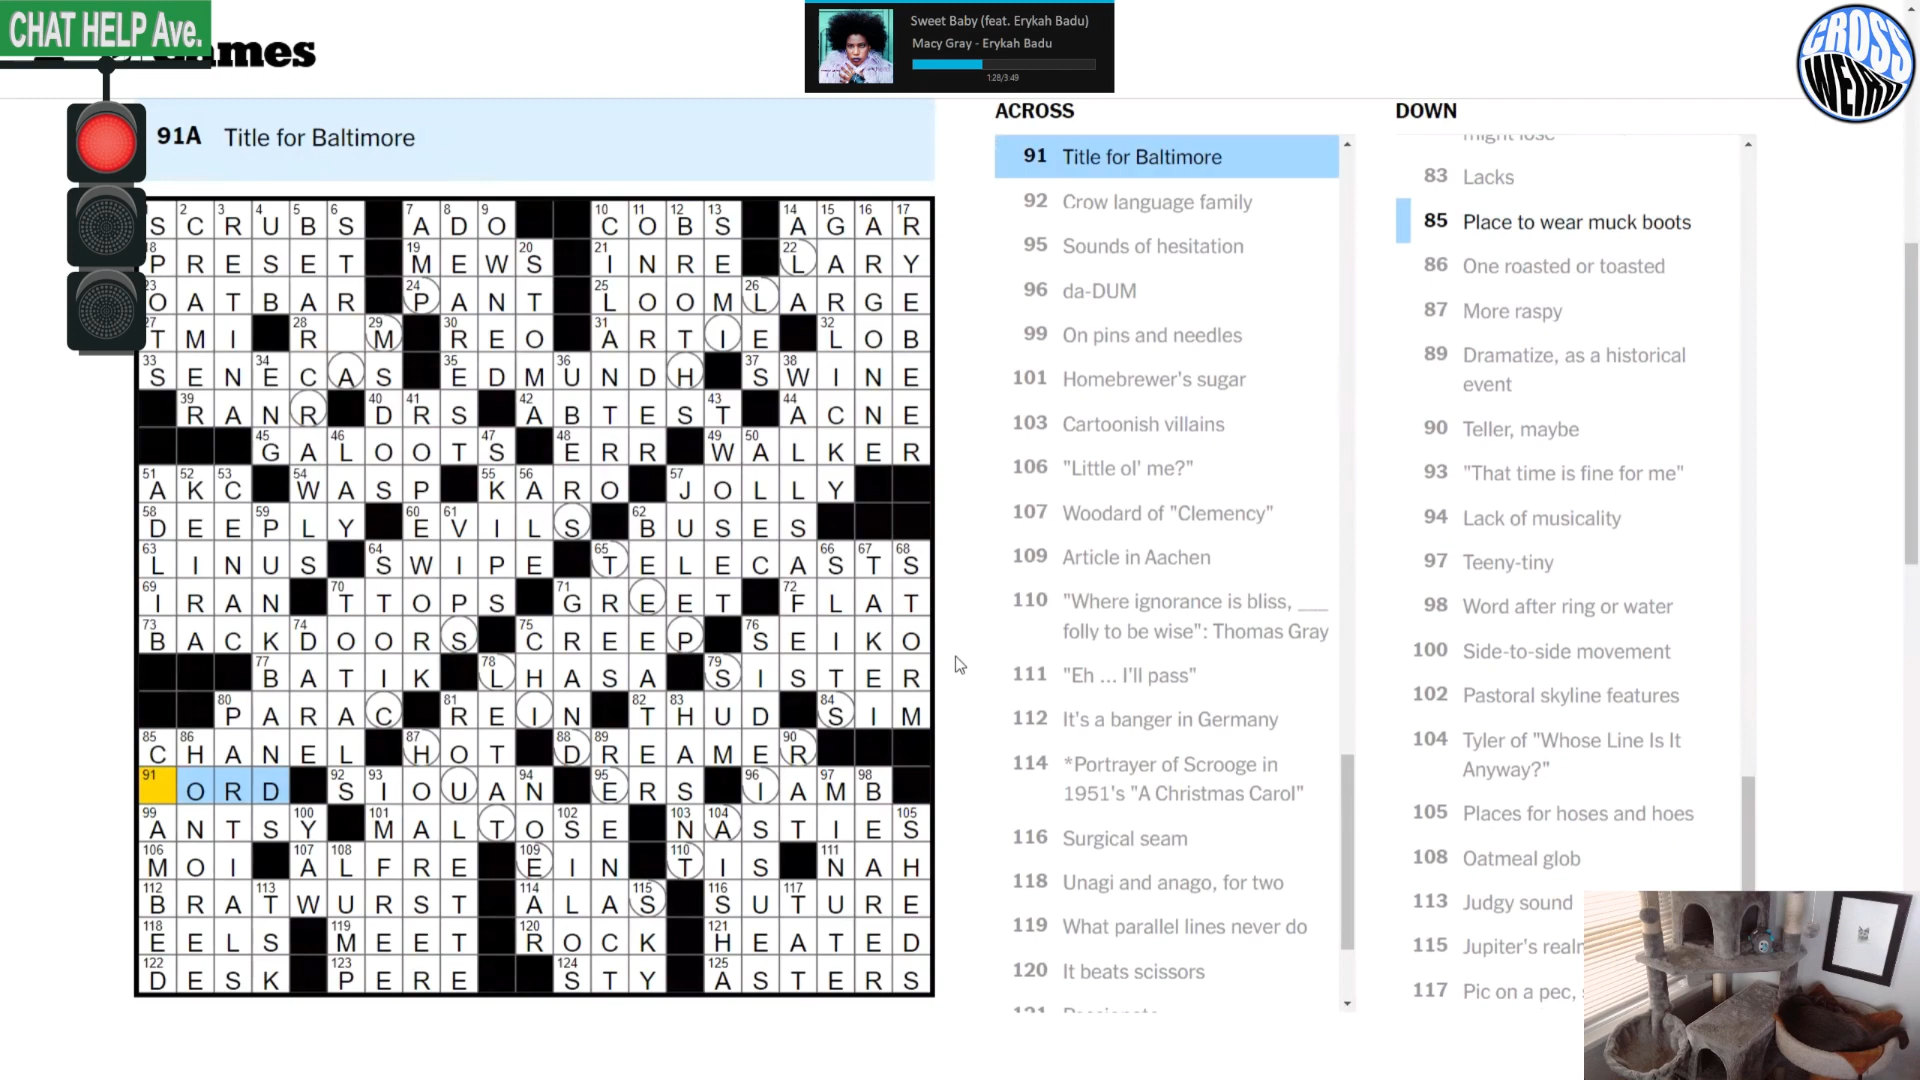 CHAT HELP Ave.
ames
Sweet Baby (feat. Erykah Badu)
Macy Gray - Erykah Badu
1:28/3:49
CROSS
WEIRD
91A Title for Baltimore
S C R U B S A D O C O B S A G A R
P R E S E T M E W S I N R E L A R Y
O A T B A R P A N T L O O M L A R G E
T M I R M R E O A R T I E L O B
S E N E C A S E D M U N D H S W I N E
R A N R D R S A B T E S T A C N E
G A L O O T S E R R W A L K E R
A K C W A S P K A R O J O L L Y
D E E P L Y E V I L S B U S E S
L I N U S S W I P E T E L E C A S T S
I R A N T T O P S G R E E T F L A T
B A C K D O O R S C R E E P S E I K O
B A T I K L H A S A S I S T E R
P A R A C R E I N T H U D S I M
C H A N E L H O T D R E A M E R
O R D S I O U A N E R S I A M B
A N T S Y M A L T O S E N A S T I E S
M O I A L F R E E I N T I S N A H
B R A T W U R S T A L A S S U T U R E
E E L S M E E T R O C K H E A T E D
D E S K P E R E S T Y A S T E R S
ACROSS
91 Title for Baltimore
92 Crow language family
95 Sounds of hesitation
96 da-DUM
99 On pins and needles
101 Homebrewer's sugar
103 Cartoonish villains
106 "Little ol' me?"
107 Woodard of "Clemency"
109 Article in Aachen
110 "Where ignorance is bliss, ___
folly to be wise": Thomas Gray
111 "Eh ... I'll pass"
112 It's a banger in Germany
114 *Portrayer of Scrooge in
1951's "A Christmas Carol"
116 Surgical seam
118 Unagi and anago, for two
119 What parallel lines never do
120 It beats scissors
DOWN
might lose
83 Lacks
85 Place to wear muck boots
86 One roasted or toasted
87 More raspy
89 Dramatize, as a historical
event
90 Teller, maybe
93 "That time is fine for me"
94 Lack of musicality
97 Teeny-tiny
98 Word after ring or water
100 Side-to-side movement
102 Pastoral skyline features
104 Tyler of "Whose Line Is It
Anyway?"
105 Places for hoses and hoes
108 Oatmeal glob
113 Judgy sound
115 Jupiter's realm
117 Pic on a pec,